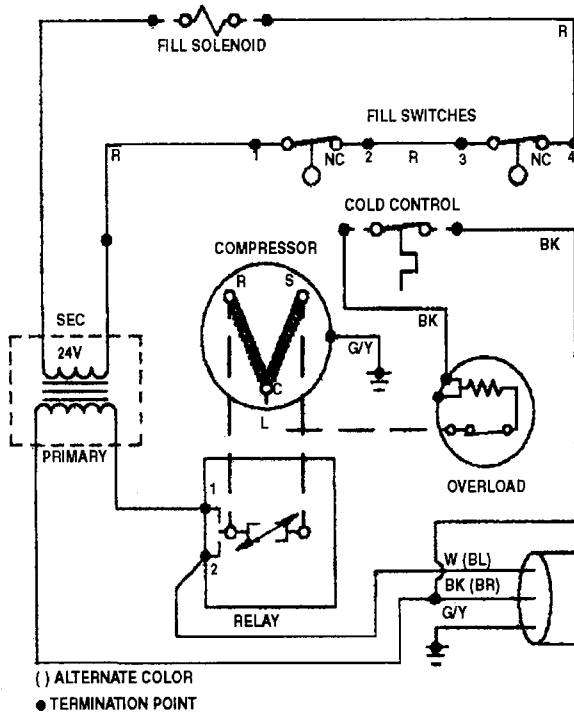 FILL SOLENOID
R
FILL SWITCHES
R
1
NC
2
R
3
NC
4
COLD CONTROL
BK
COMPRESSOR
R
S
BK
SEC
24V
G/Y
C
L
PRIMARY
OVERLOAD
1
2
W (BL)
BK (BR)
G/Y
RELAY
( ) ALTERNATE COLOR
● TERMINATION POINT